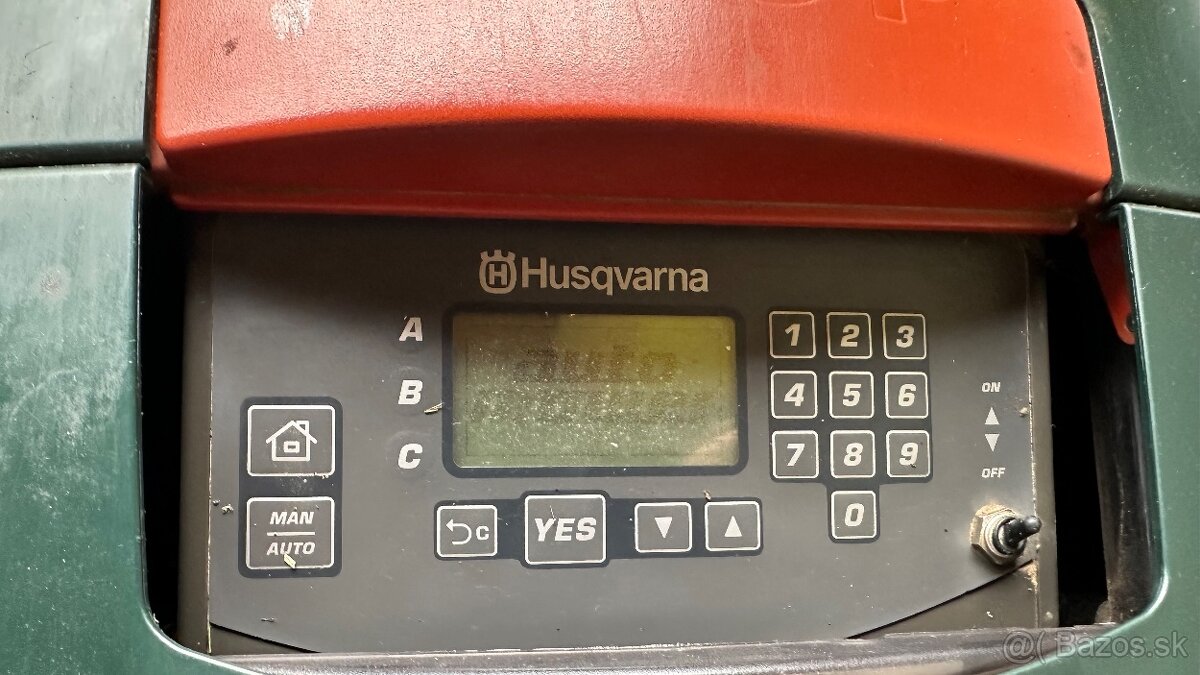 Husqvarna
A
B
C
1 2 3
4 5 6
7 8 9
0
ON
OFF
MAN
AUTO
C
YES
@( Bazos.sk